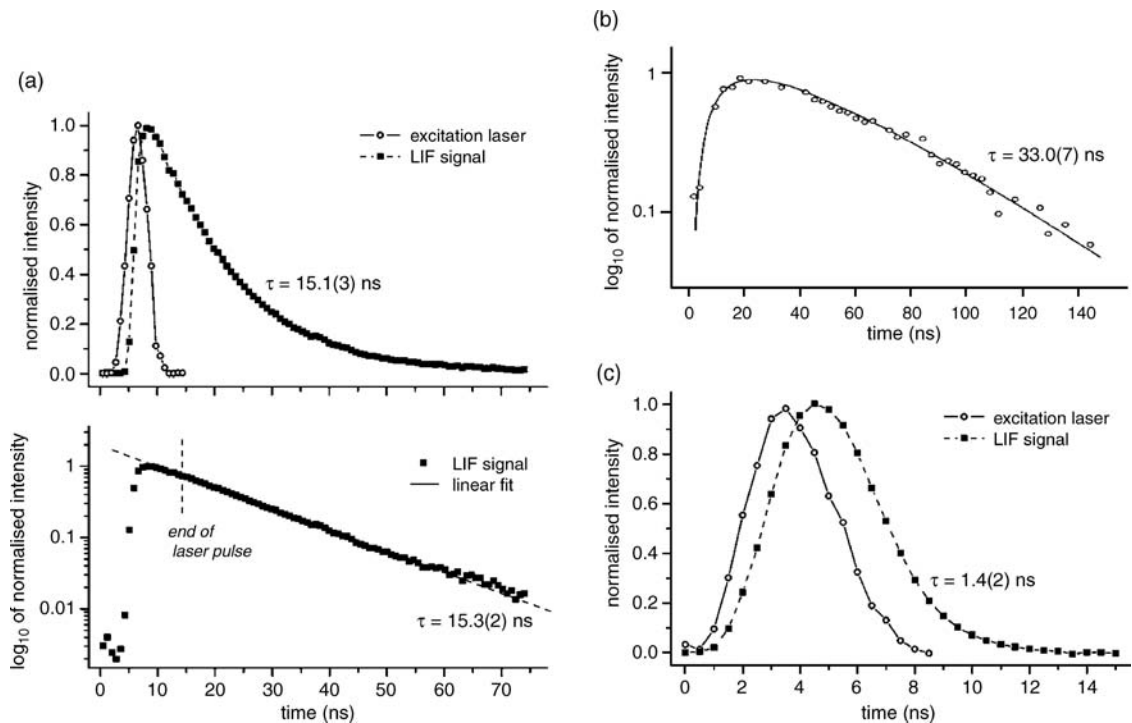 (a)
normalised intensity
1.0
0.8
0.6
0.4
0.2
0.0
excitation laser
LIF signal
τ = 15.1(3) ns
log₁₀ of normalised intensity
1
0.1
0.01
LIF signal
linear fit
end of
laser pulse
τ = 15.3(2) ns
0 10 20 30 40 50 60 70
time (ns)
(b)
log₁₀ of normalised intensity
1
0.1
τ = 33.0(7) ns
0 20 40 60 80 100 120 140
time (ns)
(c)
normalised intensity
1.0
0.8
0.6
0.4
0.2
0.0
excitation laser
LIF signal
τ = 1.4(2) ns
0 2 4 6 8 10 12 14
time (ns)